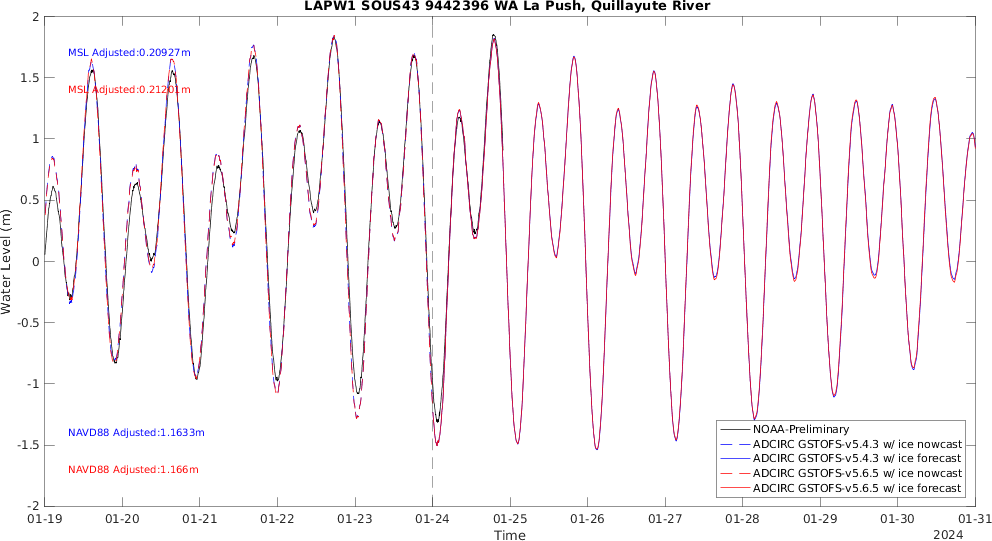 LAPW1 SOUS43 9442396 WA La Push, Quillayute River
MSL Adjusted:0.20927m
MSL Adjusted:0.21201m
NAVD88 Adjusted:1.1633m
NAVD88 Adjusted:1.166m
2
1.5
1
0.5
0
-0.5
-1
-1.5
-2
Water Level (m)
NOAA-Preliminary
ADCIRC GSTOFS-v5.4.3 w/ ice nowcast
ADCIRC GSTOFS-v5.4.3 w/ ice forecast
ADCIRC GSTOFS-v5.6.5 w/ ice nowcast
ADCIRC GSTOFS-v5.6.5 w/ ice forecast
01-19 01-20 01-21 01-22 01-23 01-24 01-25 01-26 01-27 01-28 01-29 01-30 01-31
Time
2024